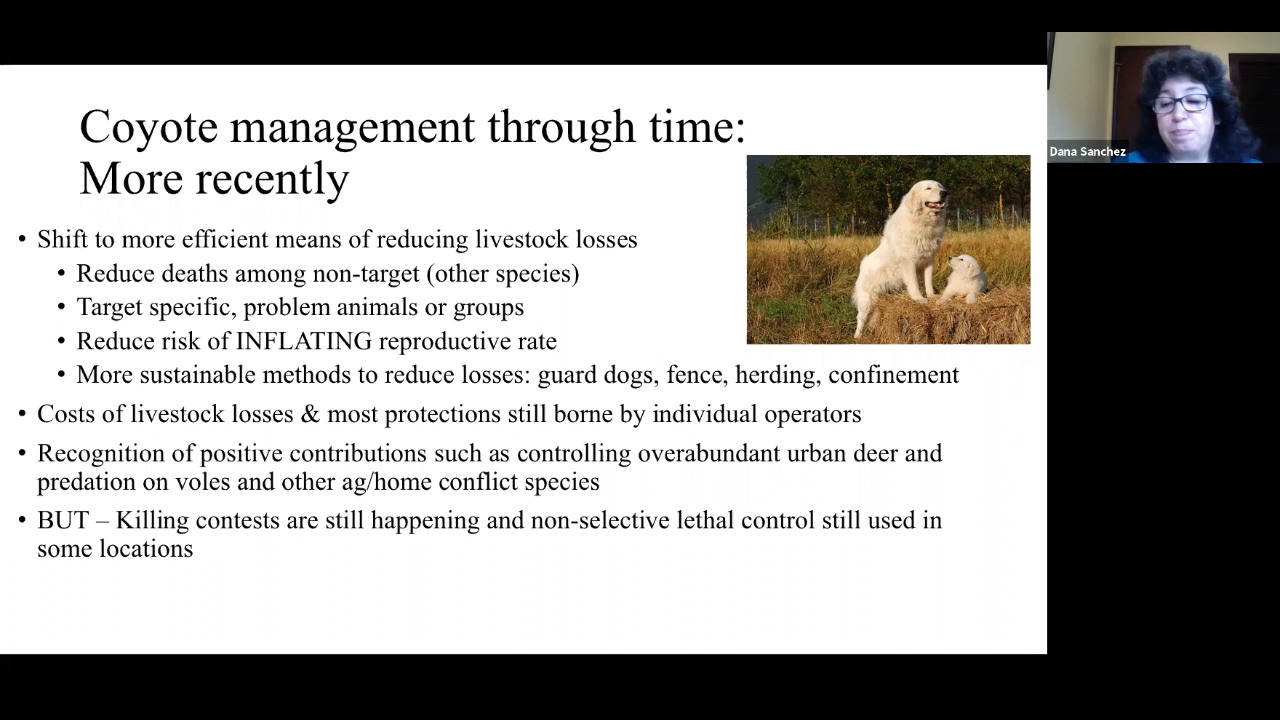 Coyote management through time:
More recently
• Shift to more efficient means of reducing livestock losses
• Reduce deaths among non-target (other species)
• Target specific, problem animals or groups
• Reduce risk of INFLATING reproductive rate
• More sustainable methods to reduce losses: guard dogs, fence, herding, confinement
• Costs of livestock losses & most protections still borne by individual operators
• Recognition of positive contributions such as controlling overabundant urban deer and
predation on voles and other ag/home conflict species
• BUT – Killing contests are still happening and non-selective lethal control still used in
some locations
Dana Sanchez